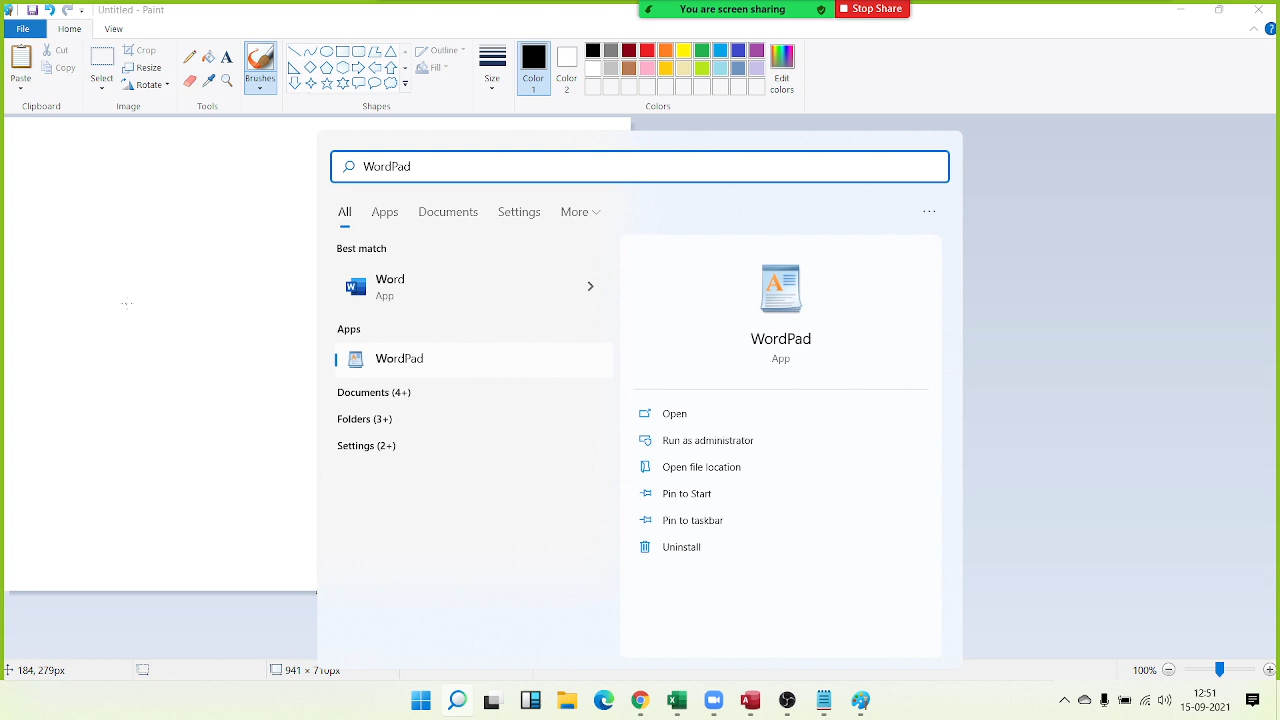 Untitled - Paint
You are screen sharing
Stop Share
File
Home
View
Paste
Cut
Copy
Clipboard
Select
Crop
Resize
Rotate
Image
Tools
Brushes
Shapes
Outline
Fill
Size
Color
1
Color
2
Edit
colors
Colors
WordPad
All
Apps
Documents
Settings
More
Best match
Word
App
Apps
WordPad
Documents (4+)
Folders (3+)
Settings (2+)
WordPad
App
Open
Run as administrator
Open file location
Pin to Start
Pin to taskbar
Uninstall
184, 279px
941 × 710px
100%
12:51
15-09-2021